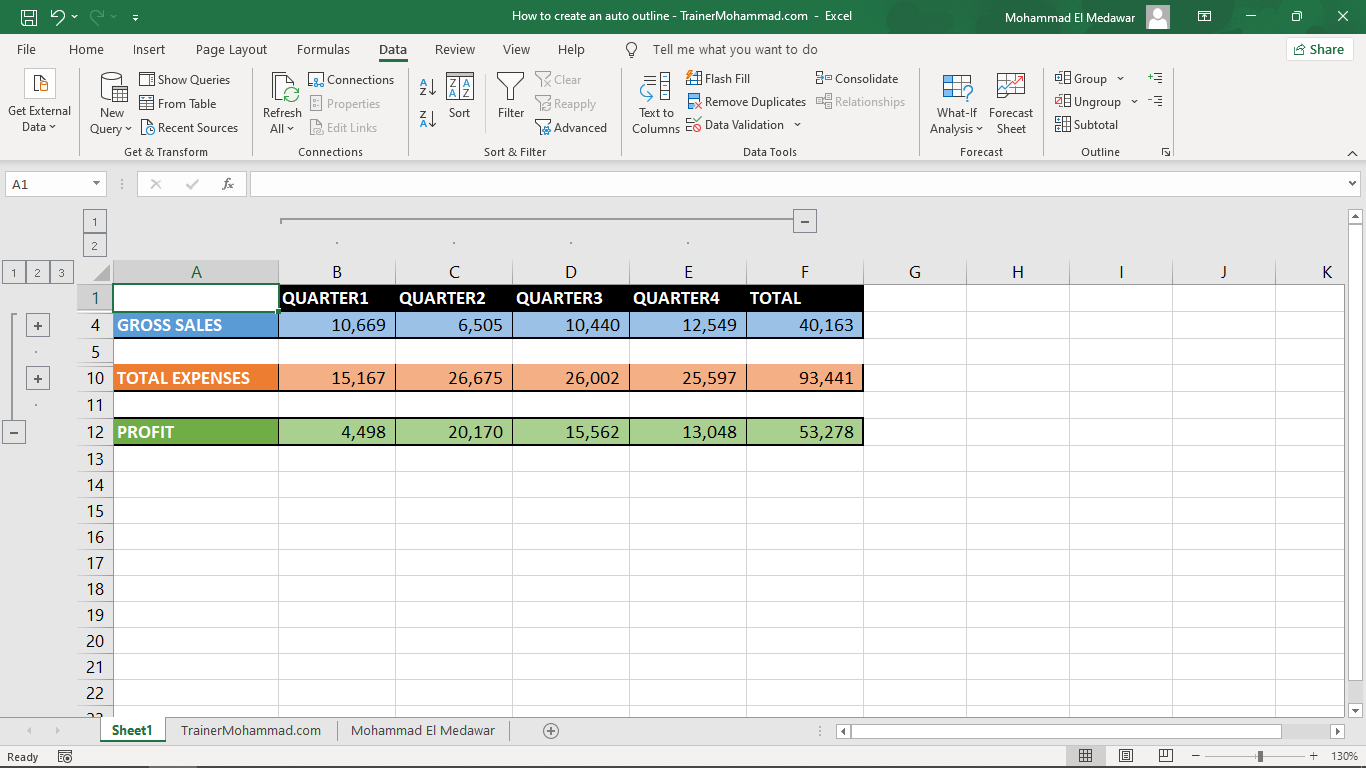 How to create an auto outline - TrainerMohammad.com - Excel
Mohammad El Medawar
File Home Insert Page Layout Formulas Data Review View Help Tell me what you want to do Share
Get External Data
New Query
Show Queries
From Table
Recent Sources
Get & Transform
Refresh All
Connections
Properties
Edit Links
Connections
Sort
Filter
Clear
Reapply
Advanced
Sort & Filter
Text to Columns
Flash Fill
Remove Duplicates
Data Validation
Consolidate
Relationships
Data Tools
What-If Analysis
Forecast Sheet
Forecast
Group
Ungroup
Subtotal
Outline
A1 fx
1
2
1 2 3 A B C D E F G H I J K
1 QUARTER1 QUARTER2 QUARTER3 QUARTER4 TOTAL
4 GROSS SALES 10,669 6,505 10,440 12,549 40,163
5
10 TOTAL EXPENSES 15,167 26,675 26,002 25,597 93,441
11
12 PROFIT 4,498 20,170 15,562 13,048 53,278
13
14
15
16
17
18
19
20
21
22
23
Sheet1 TrainerMohammad.com Mohammad El Medawar
Ready 130%